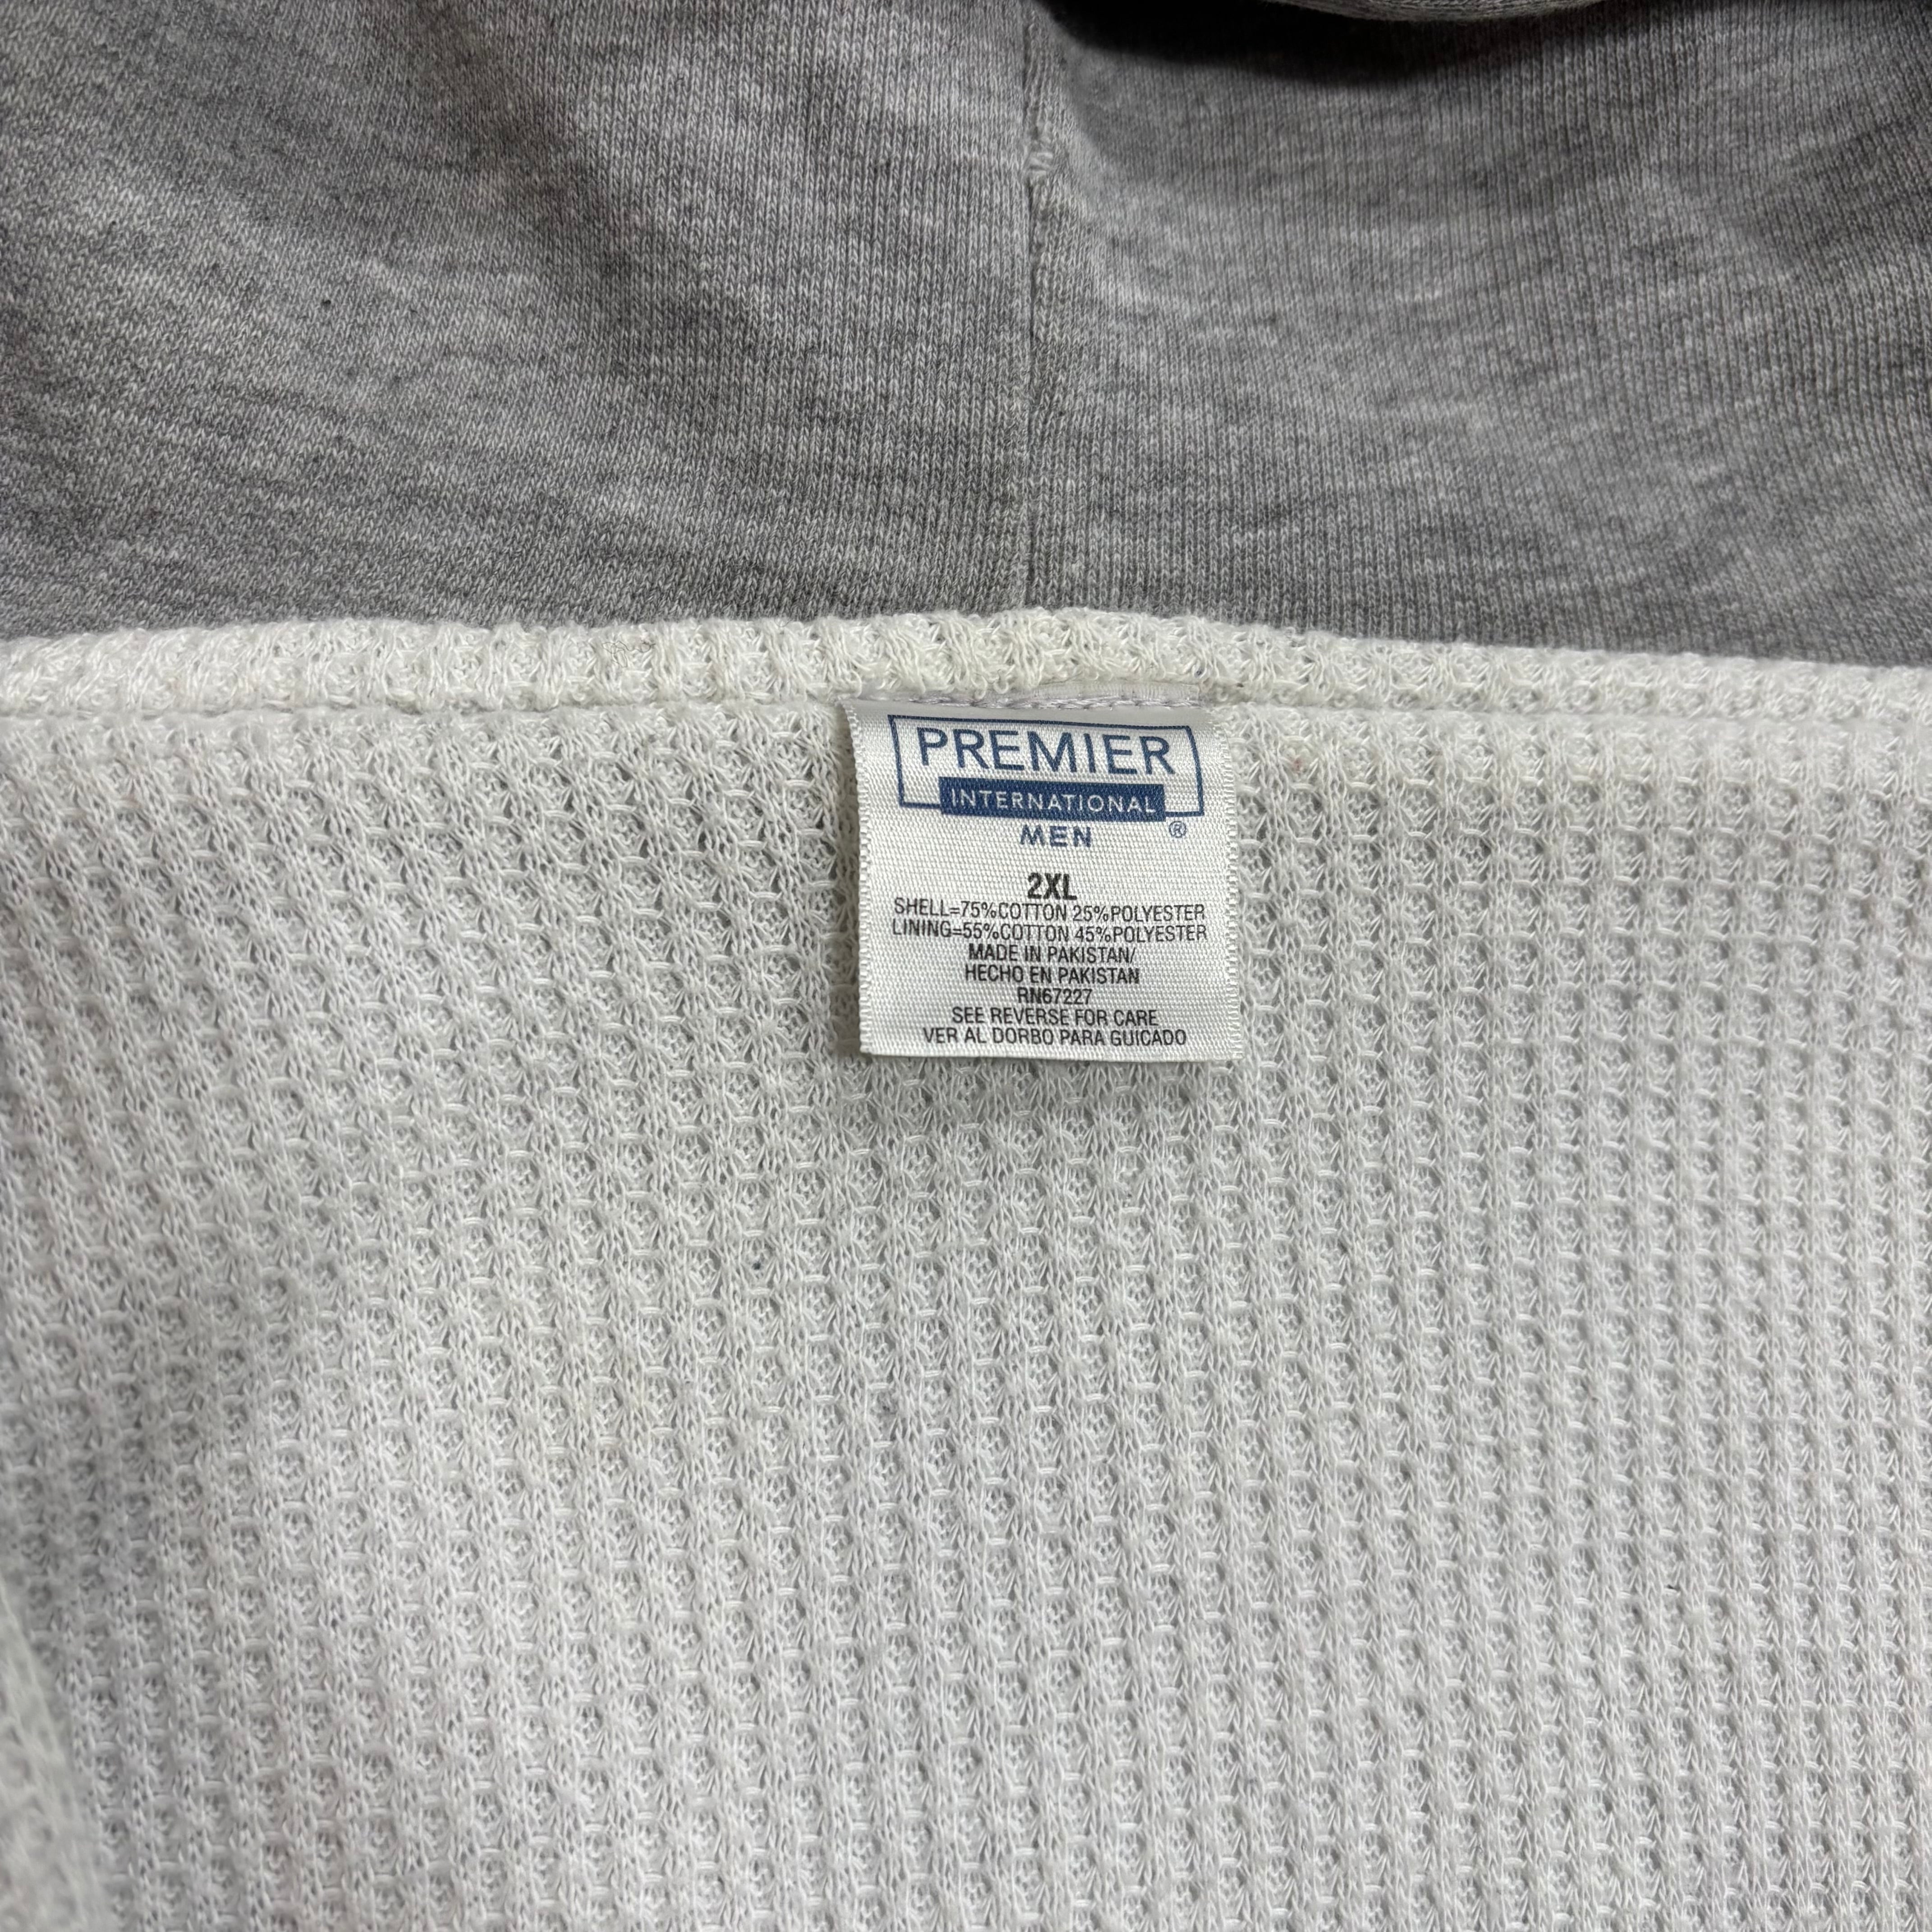 PREMIER
INTERNATIONAL
®
MEN
2XL
SHELL=75%COTTON 25%POLYESTER
LINING=55%COTTON 45%POLYESTER
MADE IN PAKISTAN/
HECHO EN PAKISTAN
RN67227
SEE REVERSE FOR CARE
VER AL DORBO PARA GUICADO